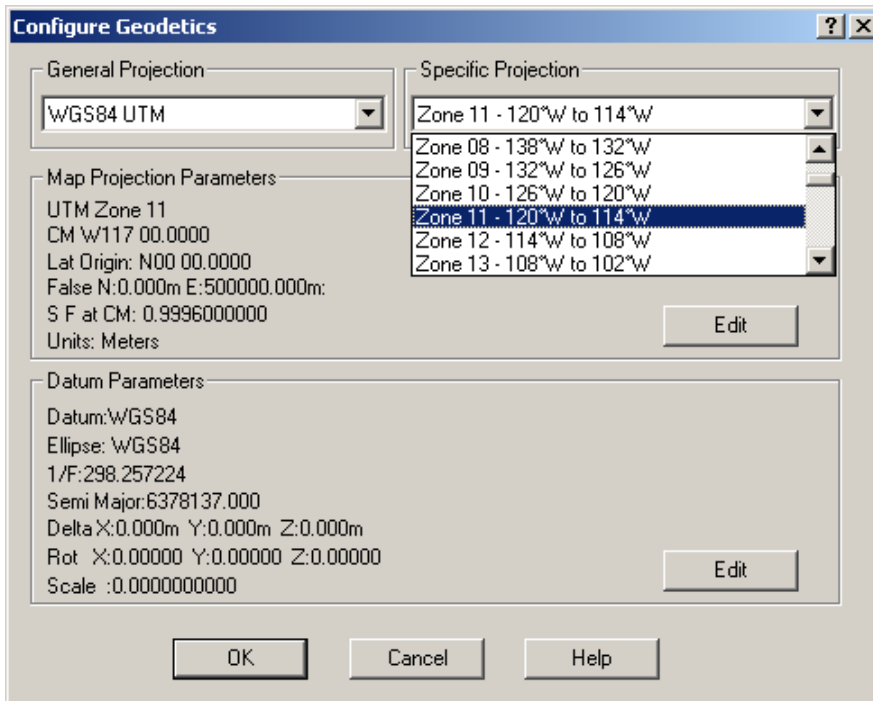 Configure Geodetics
? X
General Projection
WGS84 UTM
Specific Projection
Zone 11 - 120°W to 114°W
Zone 08 - 138°W to 132°W
Zone 09 - 132°W to 126°W
Zone 10 - 126°W to 120°W
Zone 11 - 120°W to 114°W
Zone 12 - 114°W to 108°W
Zone 13 - 108°W to 102°W
Map Projection Parameters
UTM Zone 11
CM W117 00.0000
Lat Origin: N00 00.0000
False N:0.000m E:500000.000m:
S F at CM: 0.9996000000
Units: Meters
Edit
Datum Parameters
Datum:WGS84
Ellipse: WGS84
1/F:298.257224
Semi Major:6378137.000
Delta X:0.000m Y:0.000m Z:0.000m
Rot X:0.00000 Y:0.00000 Z:0.00000
Scale :0.0000000000
Edit
OK
Cancel
Help